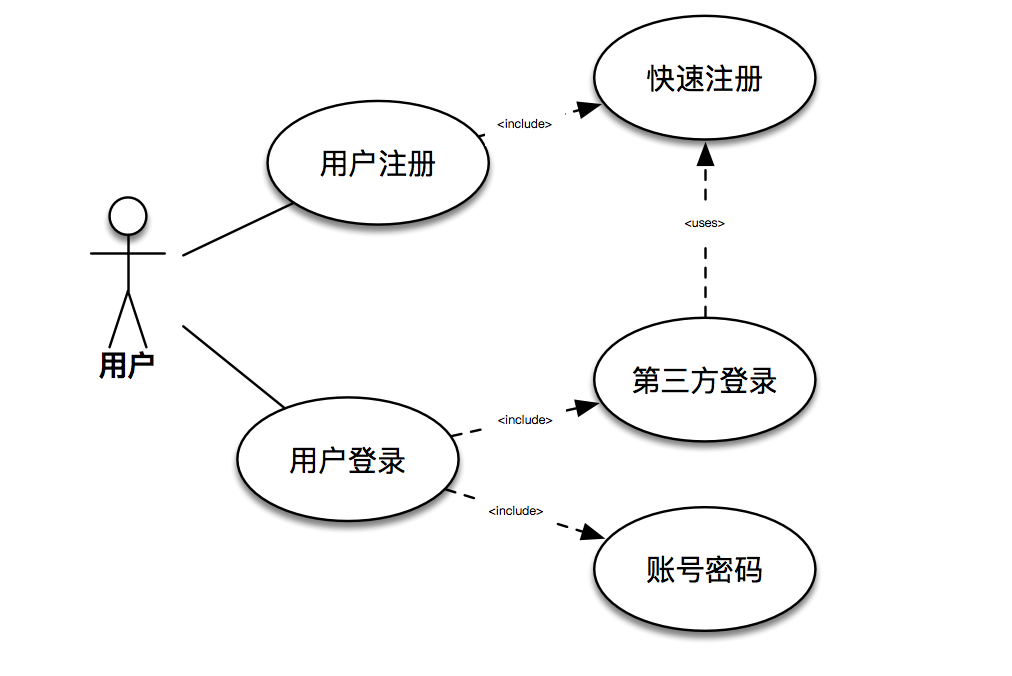 快速注册
<include>
用户注册
<uses>
用户
第三方登录
<include>
用户登录
<include>
账号密码